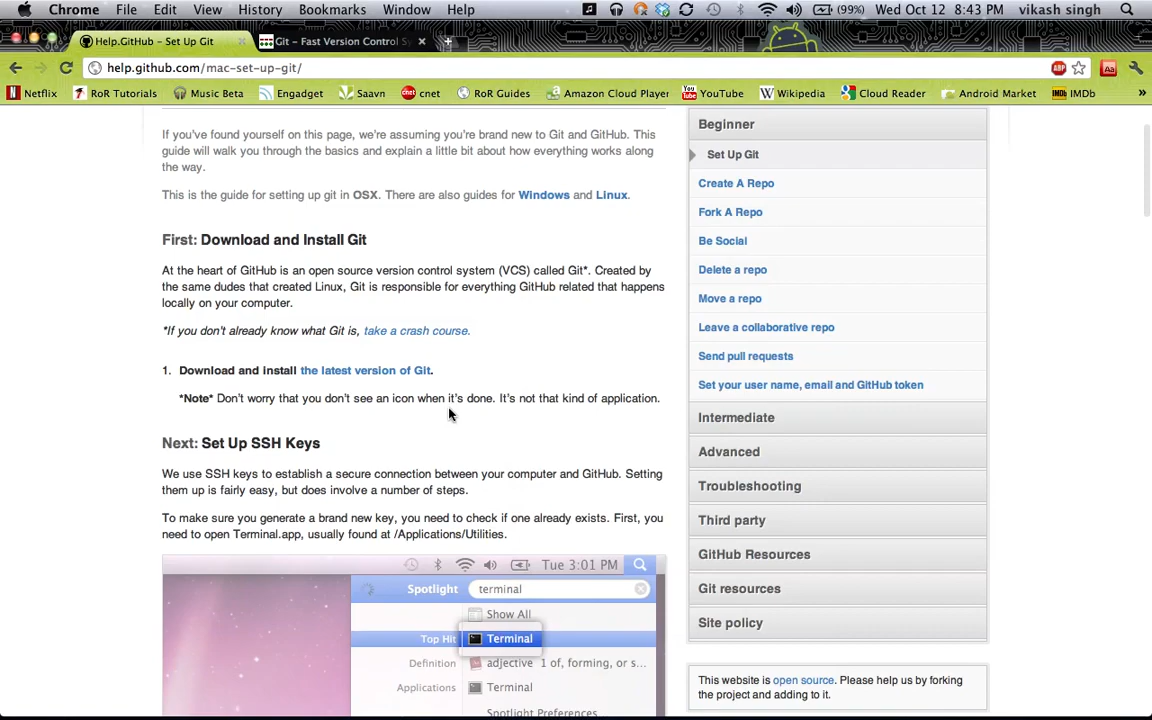 Chrome File Edit View History Bookmarks Window Help (99%) Wed Oct 12 8:43 PM vikash singh
Help.GitHub - Set Up Git Git - Fast Version Control Sy
help.github.com/mac-set-up-git/ ABP Aa
Netflix RoR Tutorials Music Beta Engadget Saavn cnet cnet RoR Guides Amazon Cloud Player YouTube Wikipedia Cloud Reader Android Market IMDb IMDb »
If you've found yourself on this page, we're assuming you're brand new to Git and GitHub. This
guide will walk you through the basics and explain a little bit about how everything works along
the way.
This is the guide for setting up git in OSX. There are also guides for Windows and Linux.
First: Download and Install Git
At the heart of GitHub is an open source version control system (VCS) called Git*. Created by
the same dudes that created Linux, Git is responsible for everything GitHub related that happens
locally on your computer.
*If you don't already know what Git is, take a crash course.
1. Download and install the latest version of Git.
*Note* Don't worry that you don't see an icon when it's done. It's not that kind of application.
Next: Set Up SSH Keys
We use SSH keys to establish a secure connection between your computer and GitHub. Setting
them up is fairly easy, but does involve a number of steps.
To make sure you generate a brand new key, you need to check if one already exists. First, you
need to open Terminal.app, usually found at /Applications/Utilities.
Tue 3:01 PM
Spotlight terminal
Show All
Top Hit Terminal
Definition adjective 1 of, forming, or s...
Applications Terminal
Spotlight Preferences...
Beginner
Set Up Git
Create A Repo
Fork A Repo
Be Social
Delete a repo
Move a repo
Leave a collaborative repo
Send pull requests
Set your user name, email and GitHub token
Intermediate
Advanced
Troubleshooting
Third party
GitHub Resources
Git resources
Site policy
This website is open source. Please help us by forking
the project and adding to it.